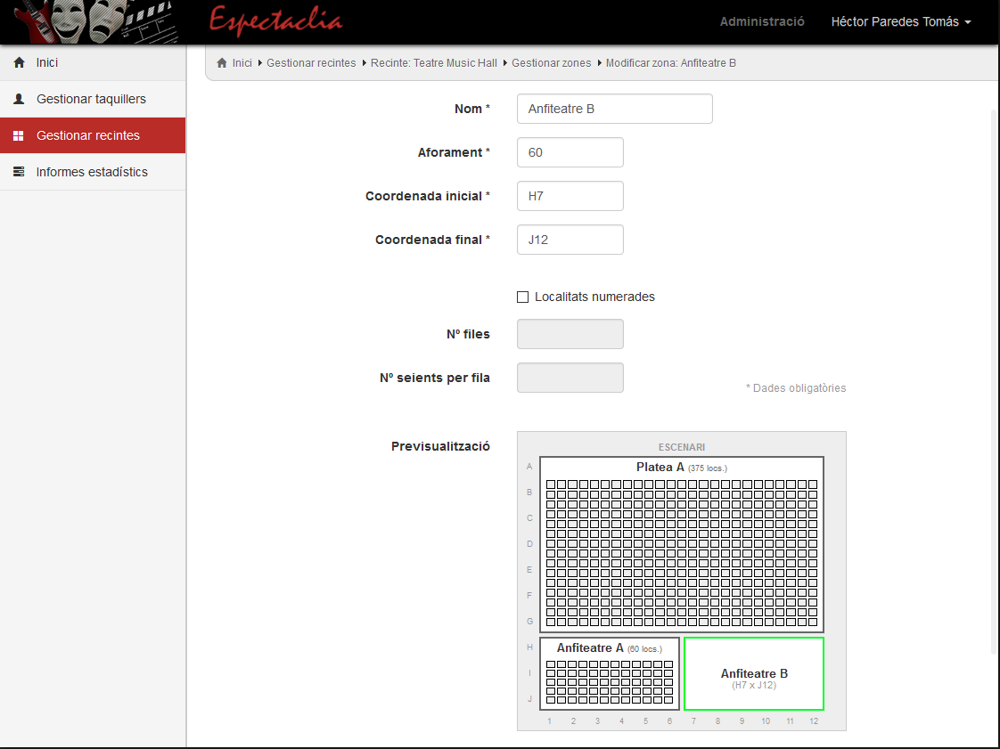 Espectaclia
Administració
Héctor Paredes Tomás
Inici
Gestionar taquillers
Gestionar recintes
Informes estadístics
Inici Gestionar recintes Recinte: Teatre Music Hall Gestionar zones Modificar zona: Anfiteatre B
Nom * Anfiteatre B
Aforament * 60
Coordenada inicial * H7
Coordenada final * J12
Localitats numerades
Nº files
Nº seients per fila
* Dades obligatòries
Previsualització
ESCENARI
A
Platea A (375 locs.)
B
C
D
E
F
G
H
Anfiteatre A (60 locs.)
I
Anfiteatre B
(H7 x J12)
J
1 2 3 4 5 6 7 8 9 10 11 12